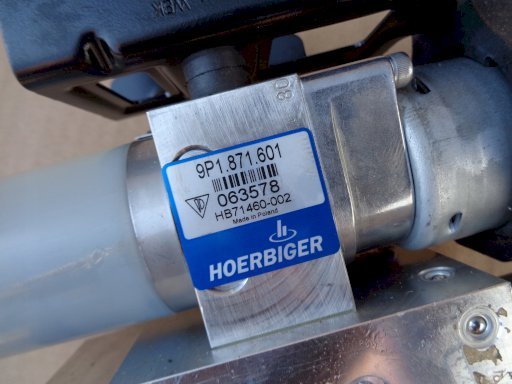 9P1.871.601
063578
HB71460-002
Made in Poland
HOERBIGER